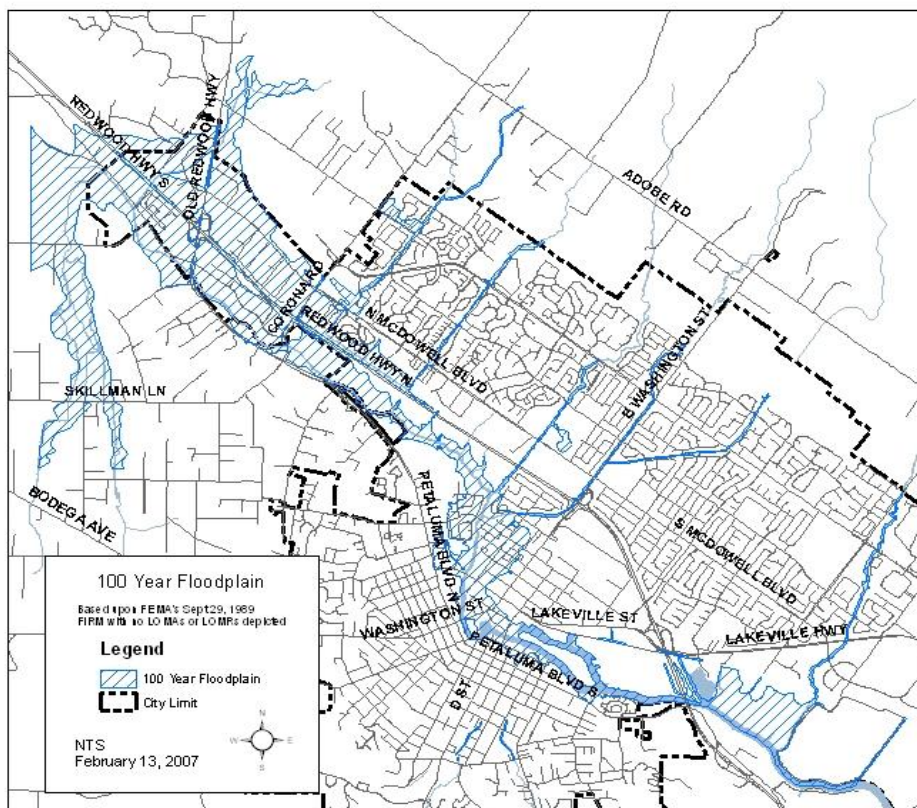 REDWOOD HWY S
OLD REDWOOD HWY
ADOBE RD
CORONA RD
N MCDOWELL BLVD
REDWOOD HWY N
E WASHINGTON ST
SKILLMAN LN
BODEGA AVE
PETALUMA BLVD N
S MCDOWELL BLVD
WASHINGTON ST
LAKEVILLE ST
LAKEVILLE HWY
PETALUMA BLVD S
D ST
100 Year Floodplain
Based upon FEMA's Sept 29, 1989
FIRM with no LOMAs or LOMRs depicted
Legend
100 Year Floodplain
City Limit
N
W E
S
NTS
February 13, 2007